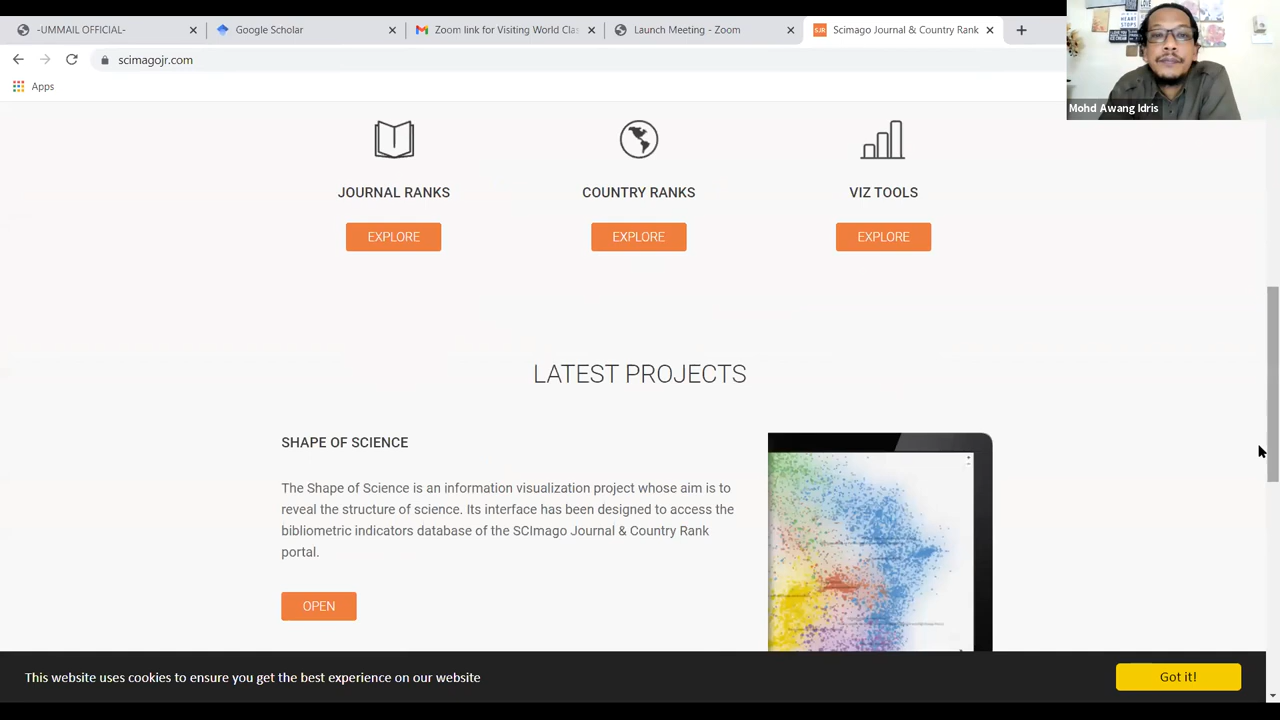 -UMMAIL OFFICIAL-
Google Scholar
Zoom link for Visiting World Clas
Launch Meeting - Zoom
SJR
Scimago Journal & Country Rank
scimagojr.com
Apps
HEART
STOPS
Mohd Awang Idris
JOURNAL RANKS
COUNTRY RANKS
VIZ TOOLS
EXPLORE
EXPLORE
EXPLORE
LATEST PROJECTS
SHAPE OF SCIENCE
The Shape of Science is an information visualization project whose aim is to
reveal the structure of science. Its interface has been designed to access the
bibliometric indicators database of the SCImago Journal & Country Rank
portal.
OPEN
This website uses cookies to ensure you get the best experience on our website
Got it!